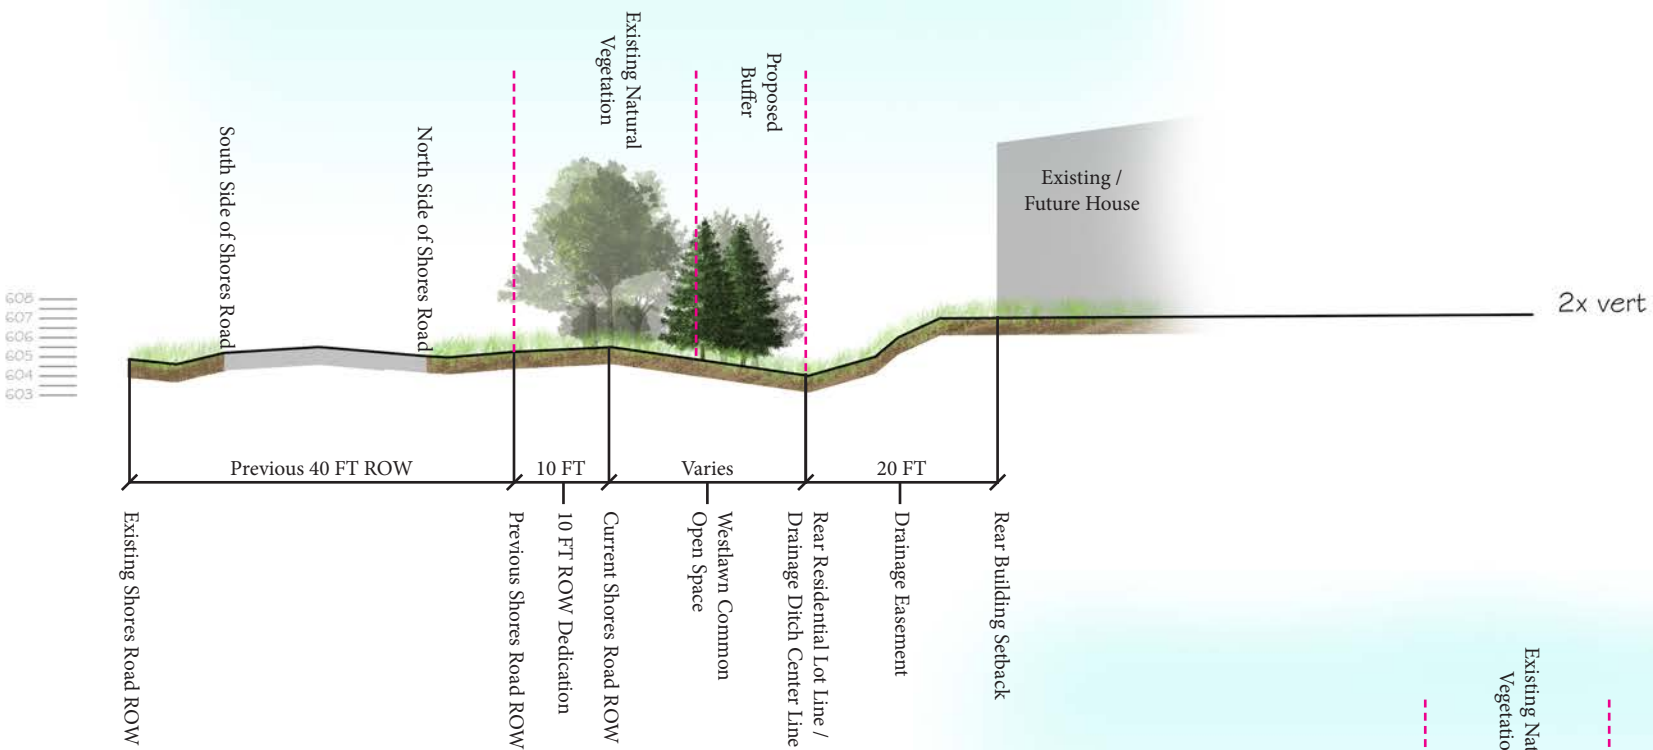 Existing Natural
Vegetation
Proposed
Buffer
South Side of Shores Road
North Side of Shores Road
Existing /
Future House
608
607
606
605
604
603
2x vert
Previous 40 FT ROW
10 FT
Varies
20 FT
Existing Shores Road ROW
Previous Shores Road ROW
10 FT ROW Dedication
Current Shores Road ROW
Westlawn Common
Open Space
Rear Residential Lot Line /
Drainage Ditch Center Line
Drainage Easement
Rear Building Setback
Existing Nat
Vegetatio